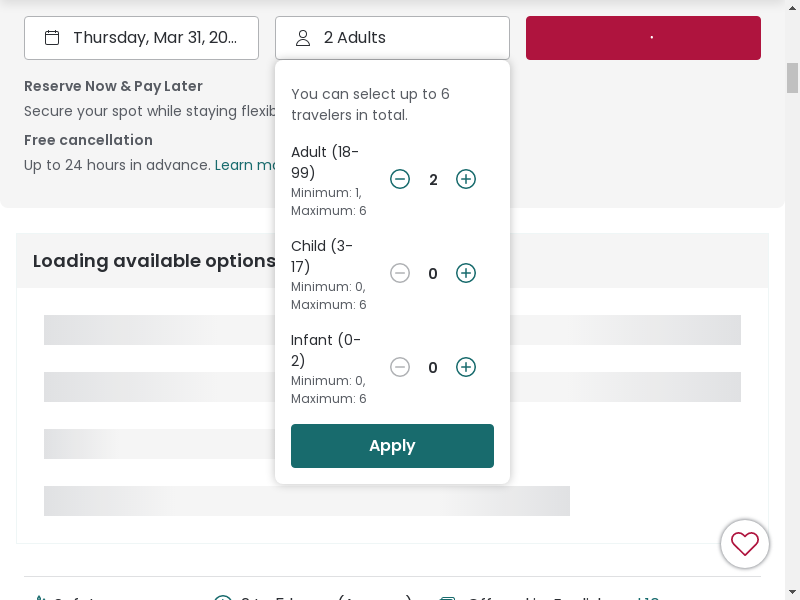 Thursday, Mar 31, 20...
2 Adults
Reserve Now & Pay Later
Secure your spot while staying flexib
Free cancellation
Up to 24 hours in advance. Learn mo
You can select up to 6
travelers in total.
Adult (18-
99)
Minimum: 1,
Maximum: 6
2
Child (3-
17)
Minimum: 0,
Maximum: 6
0
Infant (0-
2)
Minimum: 0,
Maximum: 6
0
Apply
Loading available options